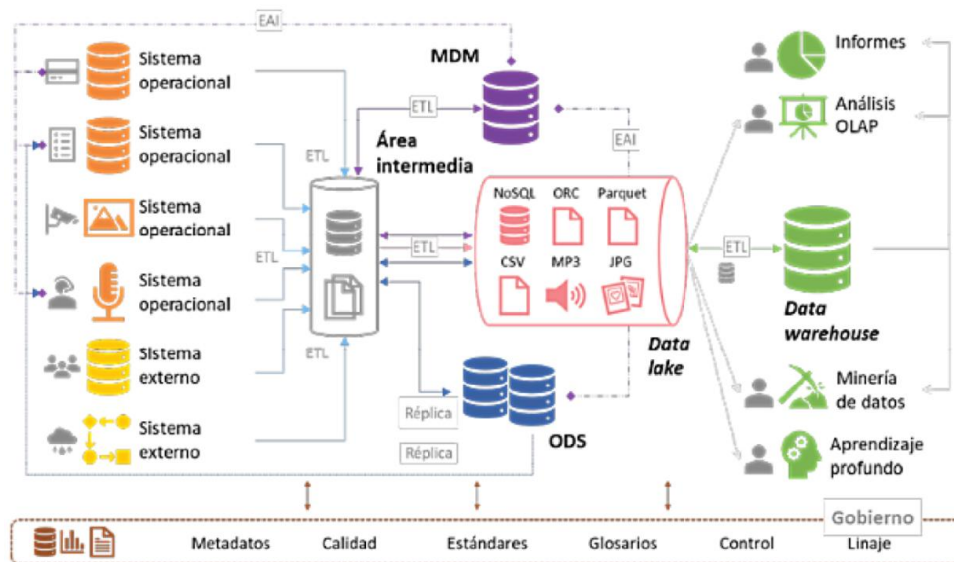 EAI
MDM
Sistema
operacional
Sistema
operacional
Sistema
operacional
Sistema
operacional
SIstema
externo
Sistema
externo
ETL
ETL
ETL
Área
intermedia
ETL
EAI
ETL
NoSQL ORC Parquet
CSV MP3 JPG
Data
lake
Réplica
Réplica
ODS
ETL
Data
warehouse
Informes
Análisis
OLAP
Minería
de datos
Aprendizaje
profundo
Gobierno
Metadatos Calidad Estándares Glosarios Control Linaje